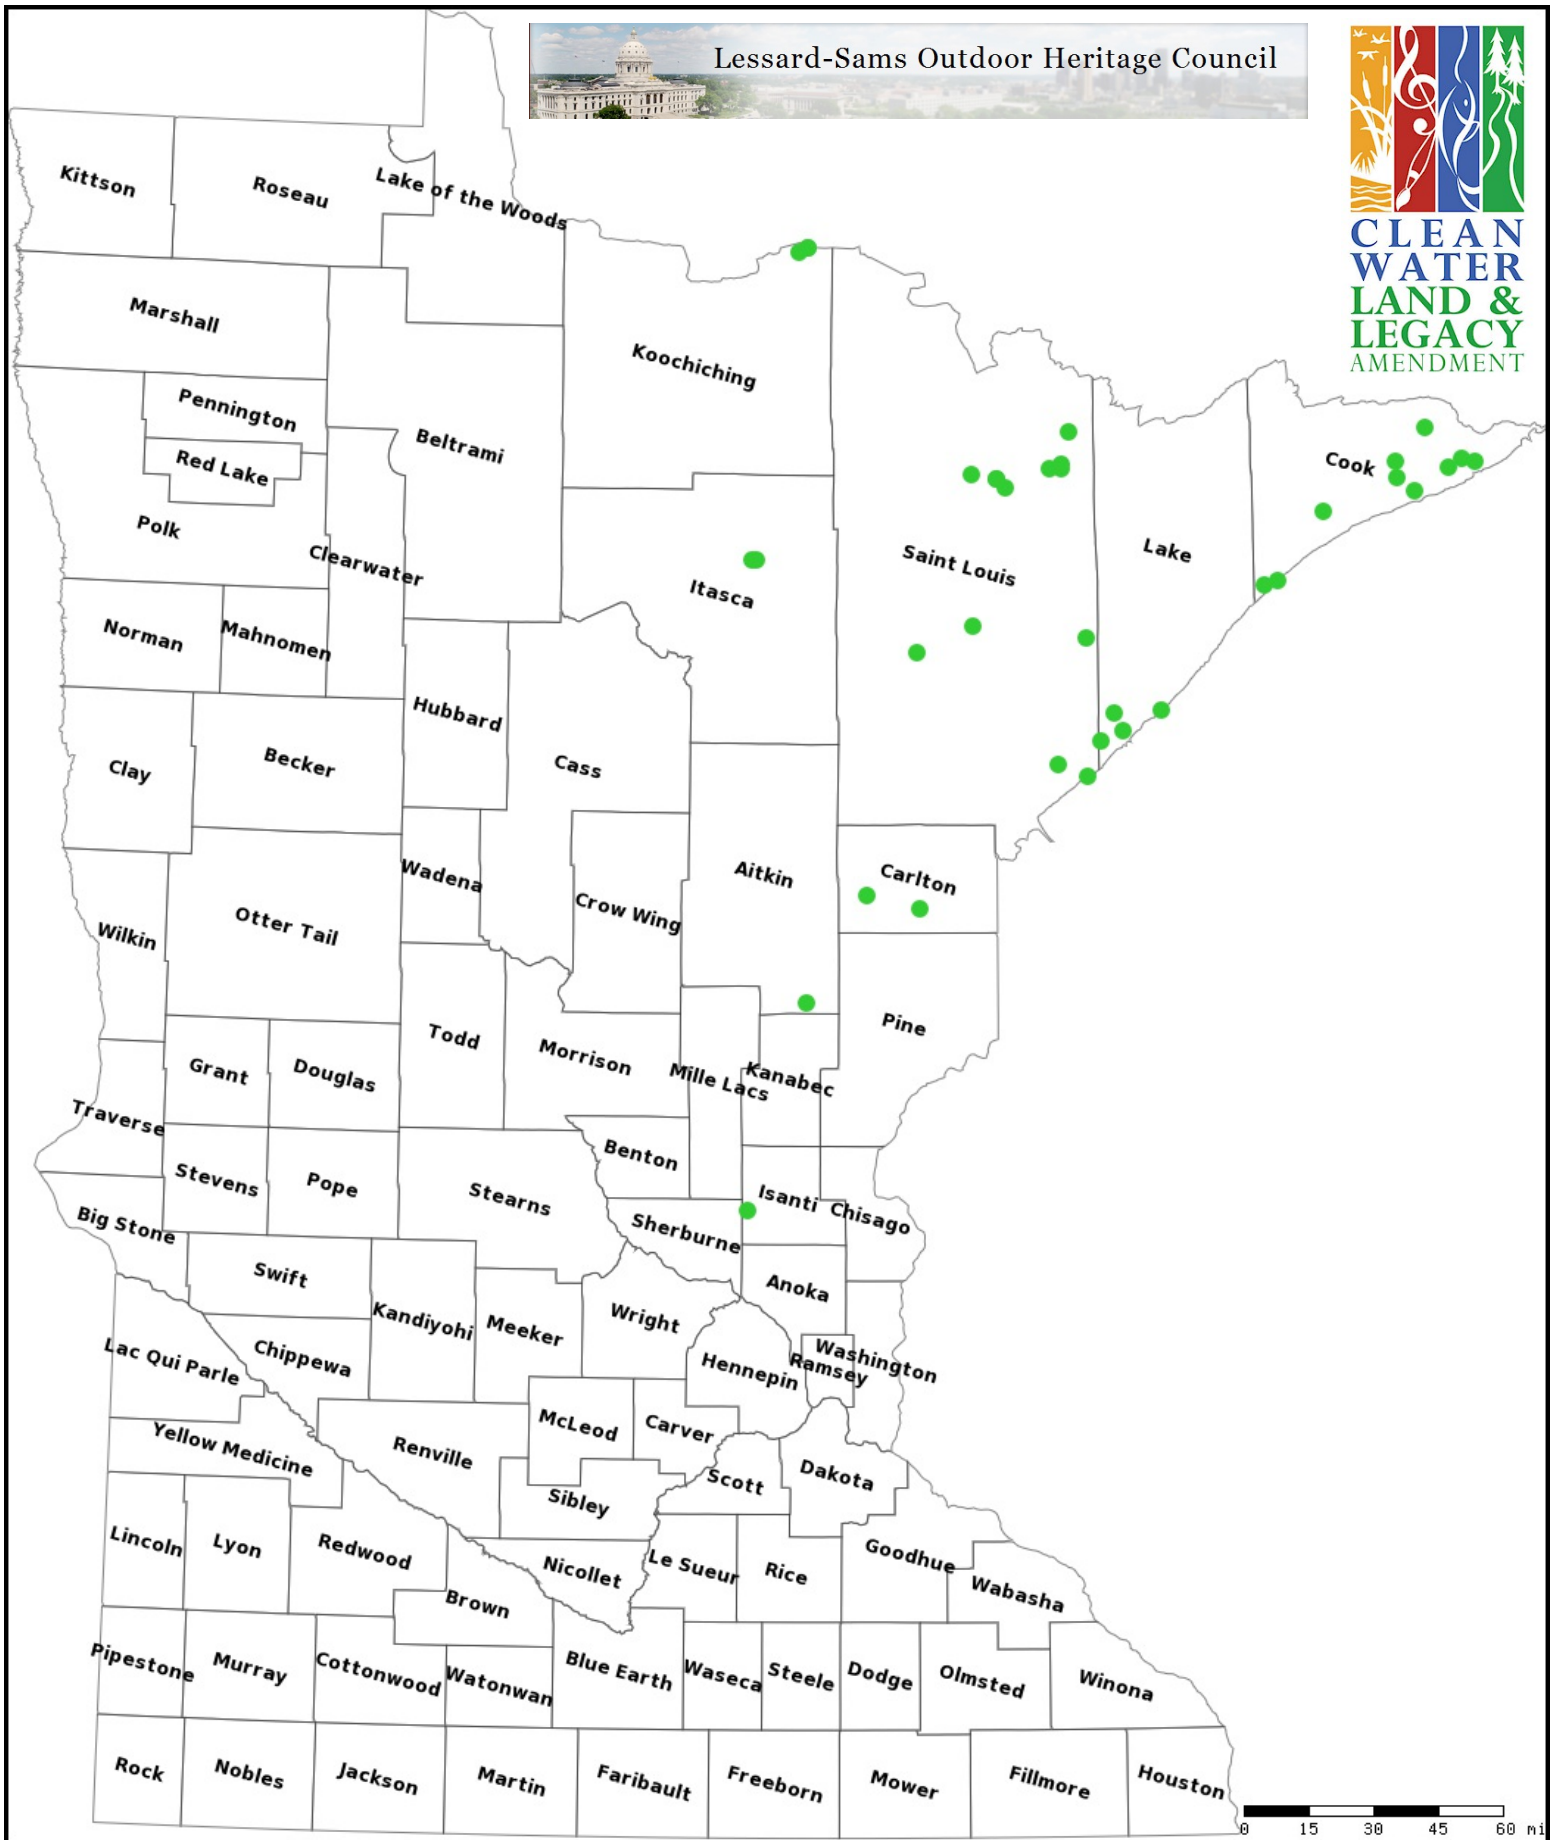 Lessard-Sams Outdoor Heritage Council
CLEAN
WATER
LAND &
LEGACY
AMENDMENT
Kittson
Roseau
Lake of the Woods
Marshall
Koochiching
Pennington
Beltrami
Red Lake
Cook
Polk
Clearwater
Saint Louis
Lake
Itasca
Norman
Mahnomen
Hubbard
Clay
Becker
Cass
Wadena
Aitkin
Carlton
Crow Wing
Otter Tail
Wilkin
Pine
Todd
Morrison
Grant
Douglas
Mille Lacs
Kanabec
Traverse
Benton
Stevens
Pope
Stearns
Isanti
Chisago
Big Stone
Sherburne
Swift
Anoka
Kandiyohi
Meeker
Wright
Lac Qui Parle
Chippewa
Hennepin
Ramsey
Washington
McLeod
Carver
Yellow Medicine
Renville
Scott
Dakota
Sibley
Lincoln
Lyon
Redwood
Nicollet
Le Sueur
Rice
Goodhue
Wabasha
Brown
Pipestone
Murray
Cottonwood
Watonwan
Blue Earth
Waseca
Steele
Dodge
Olmsted
Winona
Rock
Nobles
Jackson
Martin
Faribault
Freeborn
Mower
Fillmore
Houston
0 15 30 45 60 mi